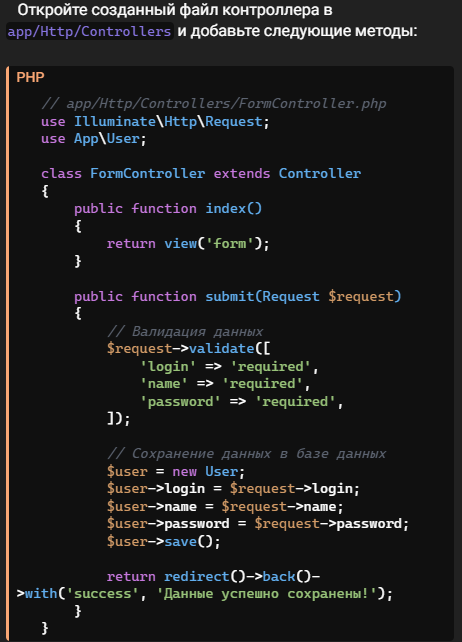 Откройте созданный файл контроллера в
app/Http/Controllers и добавьте следующие методы:
PHP
// app/Http/Controllers/FormController.php
use Illuminate\Http\Request;
use App\User;
class FormController extends Controller
{
    public function index()
    {
        return view('form');
    }
    public function submit(Request $request)
    {
        // Валидация данных
        $request->validate([
            'login' => 'required',
            'name' => 'required',
            'password' => 'required',
        ]);
        // Сохранение данных в базе данных
        $user = new User;
        $user->login = $request->login;
        $user->name = $request->name;
        $user->password = $request->password;
        $user->save();
        return redirect()->back()-
>with('success', 'Данные успешно сохранены!');
    }
}